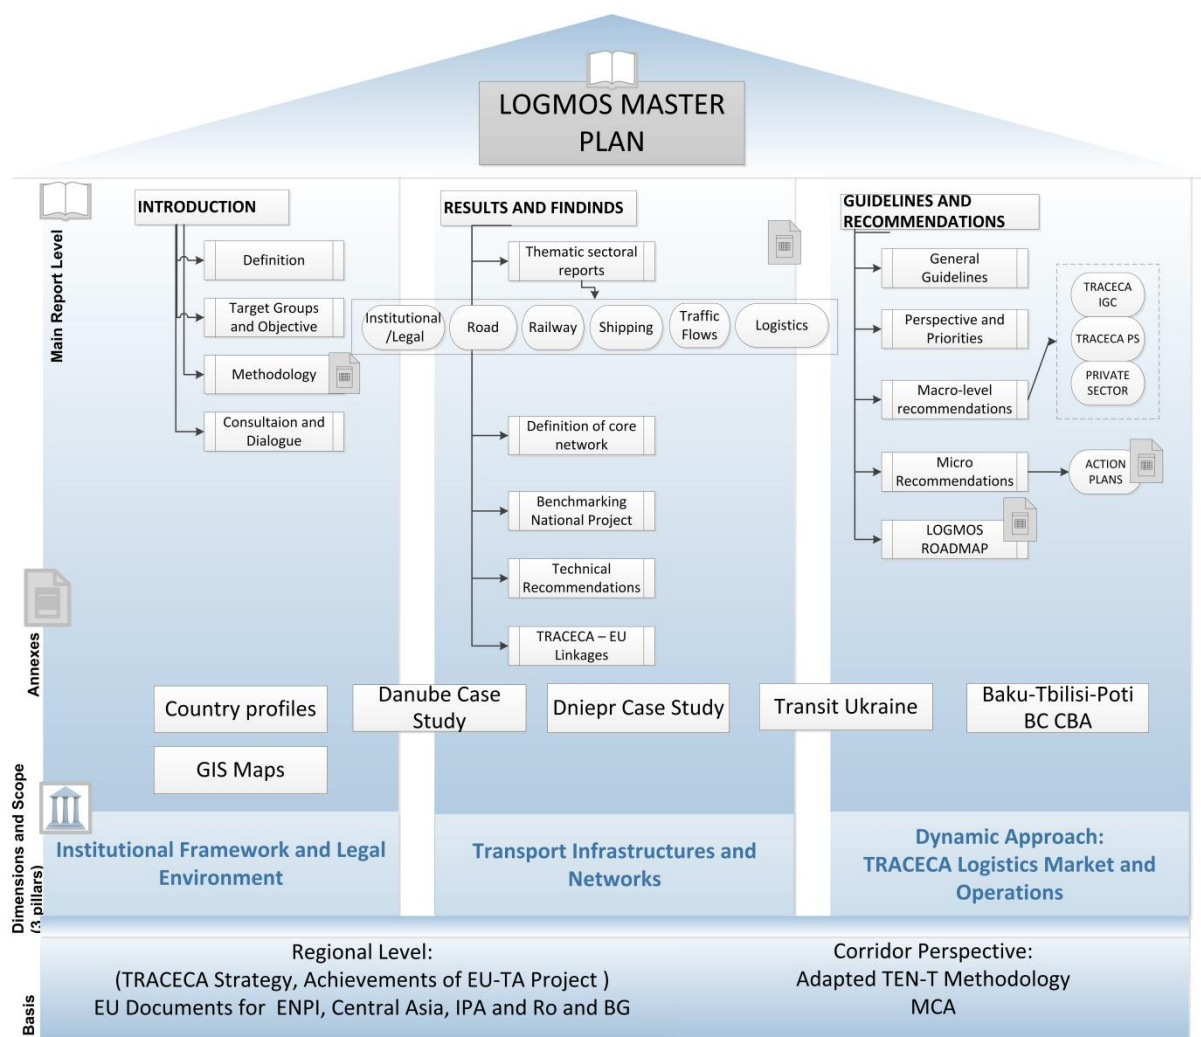 LOGMOS MASTER
PLAN
Main Report Level
INTRODUCTION
Definition
Target Groups
and Objective
Methodology
Consultaion and
Dialogue
RESULTS AND FINDINDS
Thematic sectoral
reports
Institutional
/Legal
Road
Railway
Shipping
Traffic
Flows
Logistics
Definition of core
network
Benchmarking
National Project
Technical
Recommendations
TRACECA – EU
Linkages
GUIDELINES AND
RECOMMENDATIONS
General
Guidelines
Perspective and
Priorities
Macro-level
recommendations
Micro
Recommendations
LOGMOS
ROADMAP
TRACECA
IGC
TRACECA PS
PRIVATE
SECTOR
ACTION
PLANS
Annexes
Country profiles
Danube Case
Study
Dniepr Case Study
Transit Ukraine
Baku-Tbilisi-Poti
BC CBA
GIS Maps
Dimensions and Scope
(3 pillars)
Institutional Framework and Legal
Environment
Transport Infrastructures and
Networks
Dynamic Approach:
TRACECA Logistics Market and
Operations
Basis
Regional Level:
(TRACECA Strategy, Achievements of EU-TA Project )
EU Documents for ENPI, Central Asia, IPA and Ro and BG
Corridor Perspective:
Adapted TEN-T Methodology
MCA